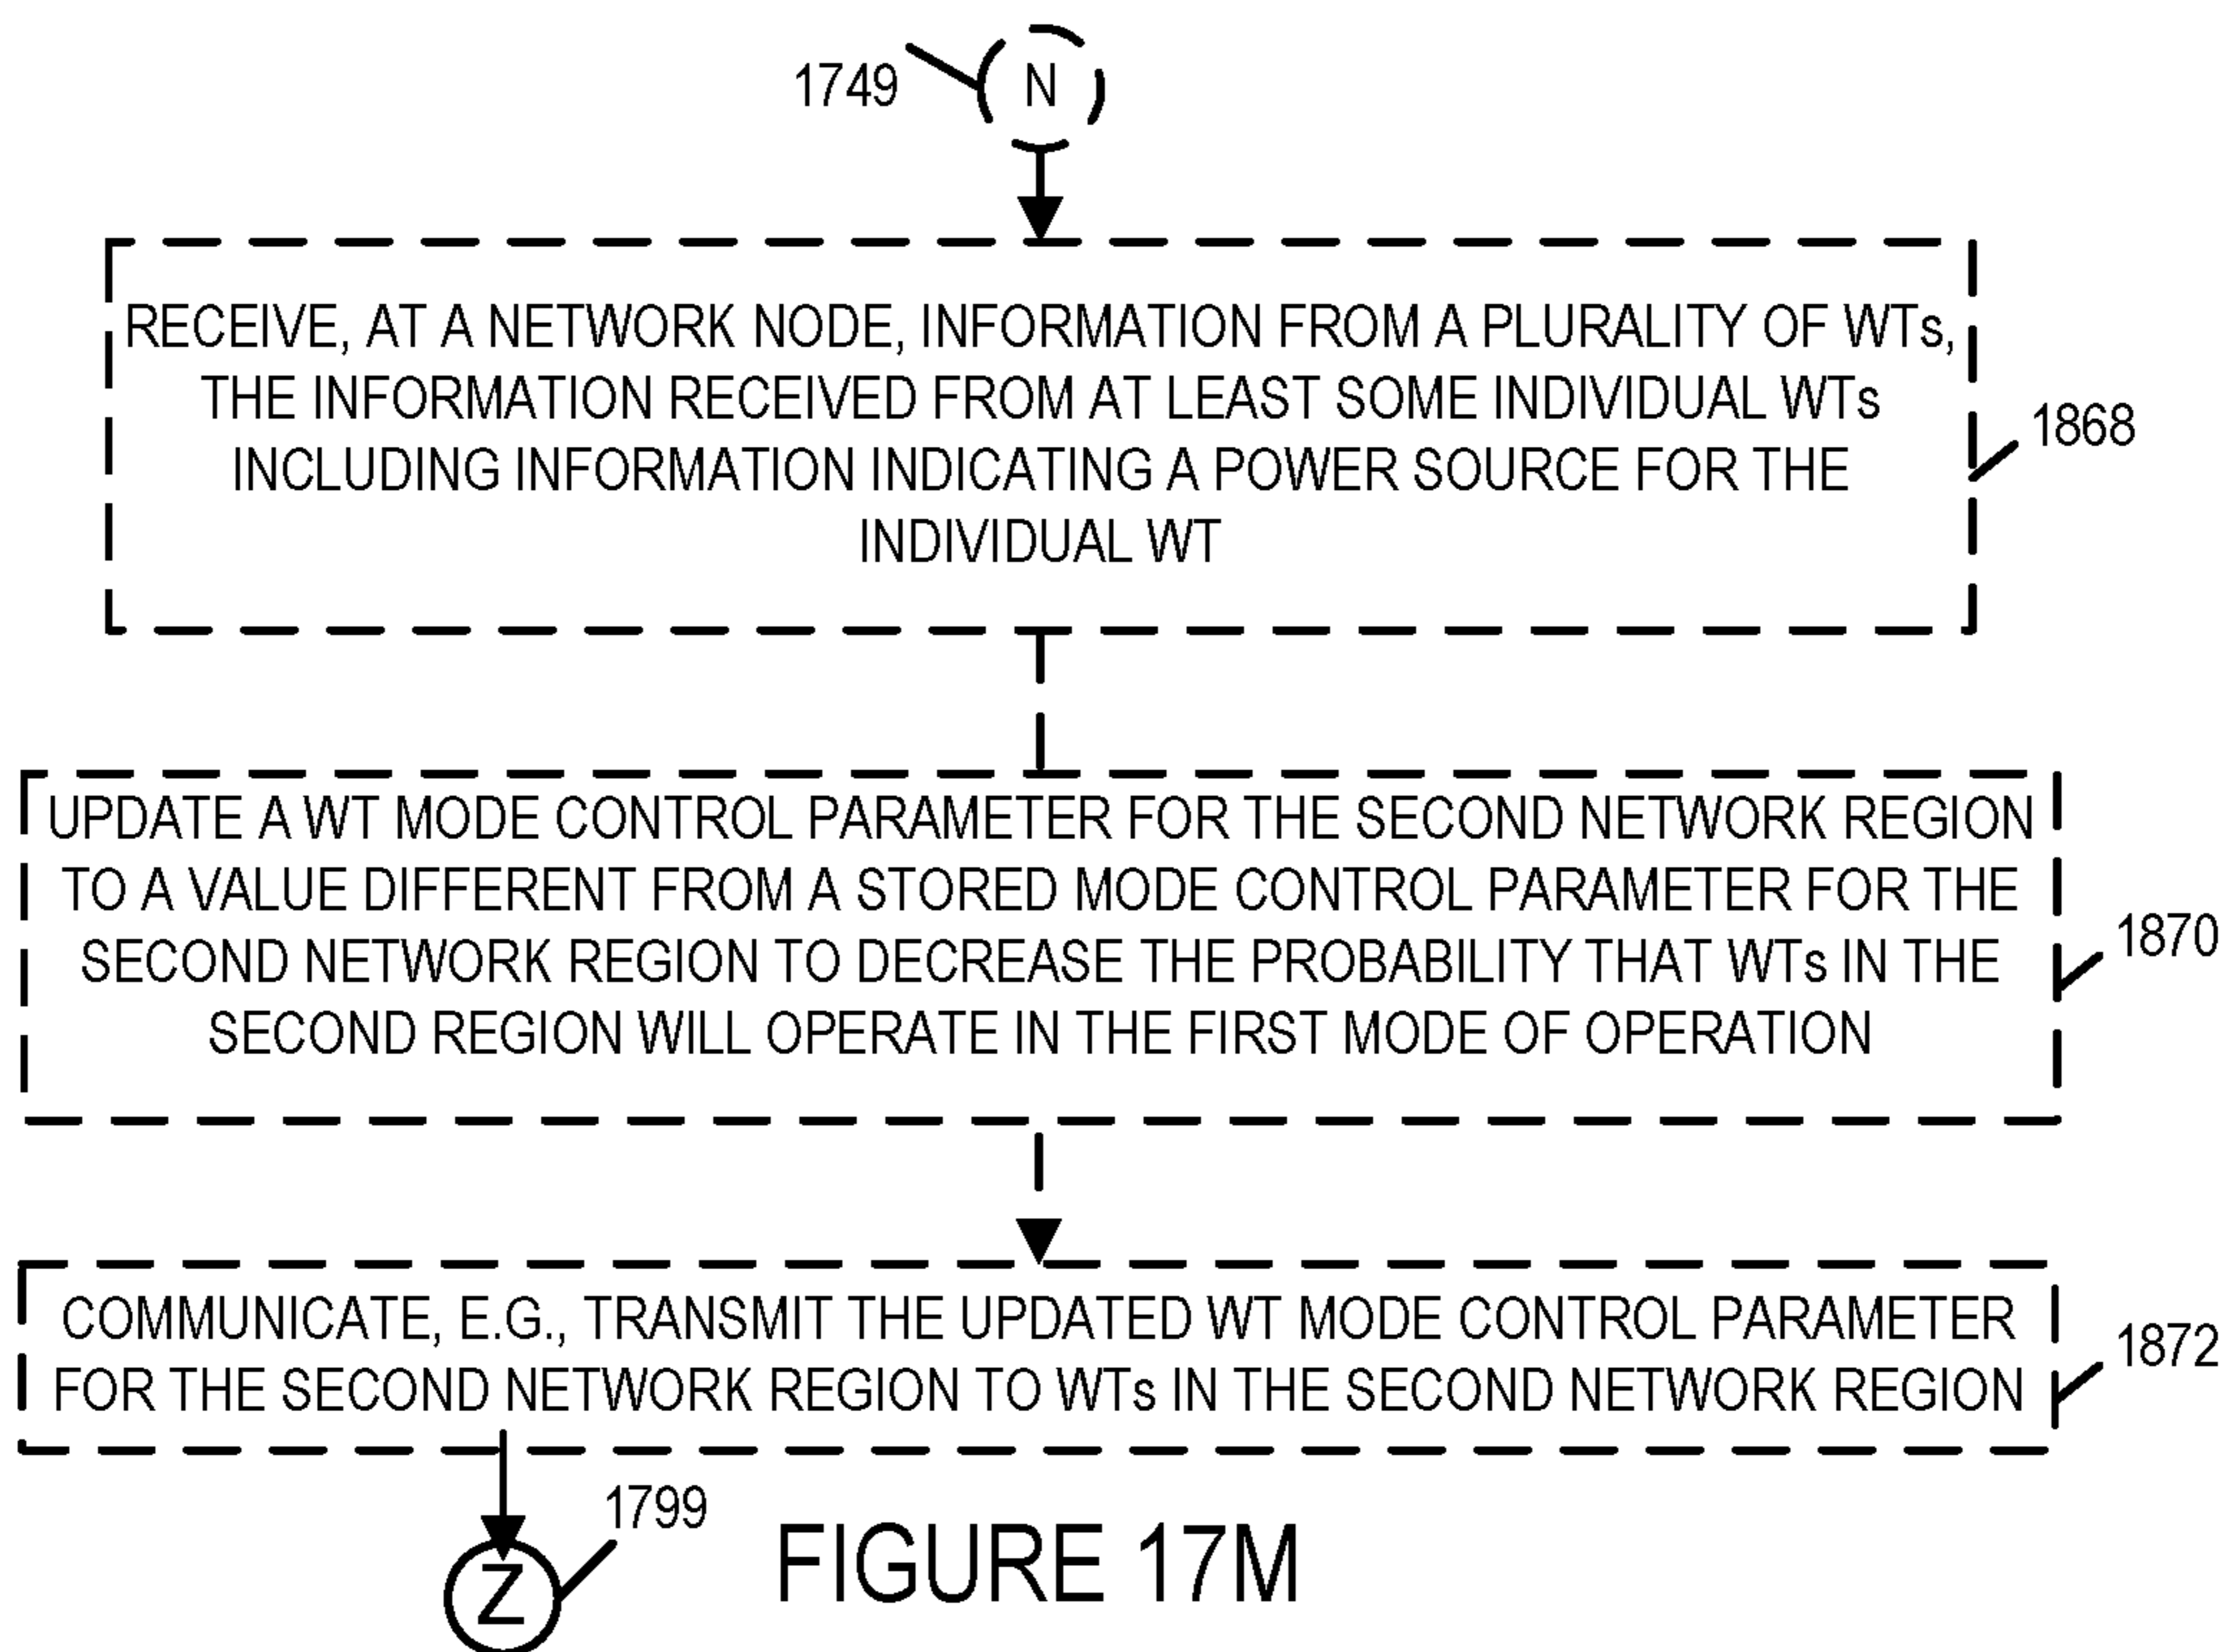 1749
N
RECEIVE, AT A NETWORK NODE, INFORMATION FROM A PLURALITY OF WTs,
THE INFORMATION RECEIVED FROM AT LEAST SOME INDIVIDUAL WTs
INCLUDING INFORMATION INDICATING A POWER SOURCE FOR THE
INDIVIDUAL WT
1868
UPDATE A WT MODE CONTROL PARAMETER FOR THE SECOND NETWORK REGION
TO A VALUE DIFFERENT FROM A STORED MODE CONTROL PARAMETER FOR THE
SECOND NETWORK REGION TO DECREASE THE PROBABILITY THAT WTs IN THE
SECOND REGION WILL OPERATE IN THE FIRST MODE OF OPERATION
1870
COMMUNICATE, E.G., TRANSMIT THE UPDATED WT MODE CONTROL PARAMETER
FOR THE SECOND NETWORK REGION TO WTs IN THE SECOND NETWORK REGION
1872
1799
Z
FIGURE 17M